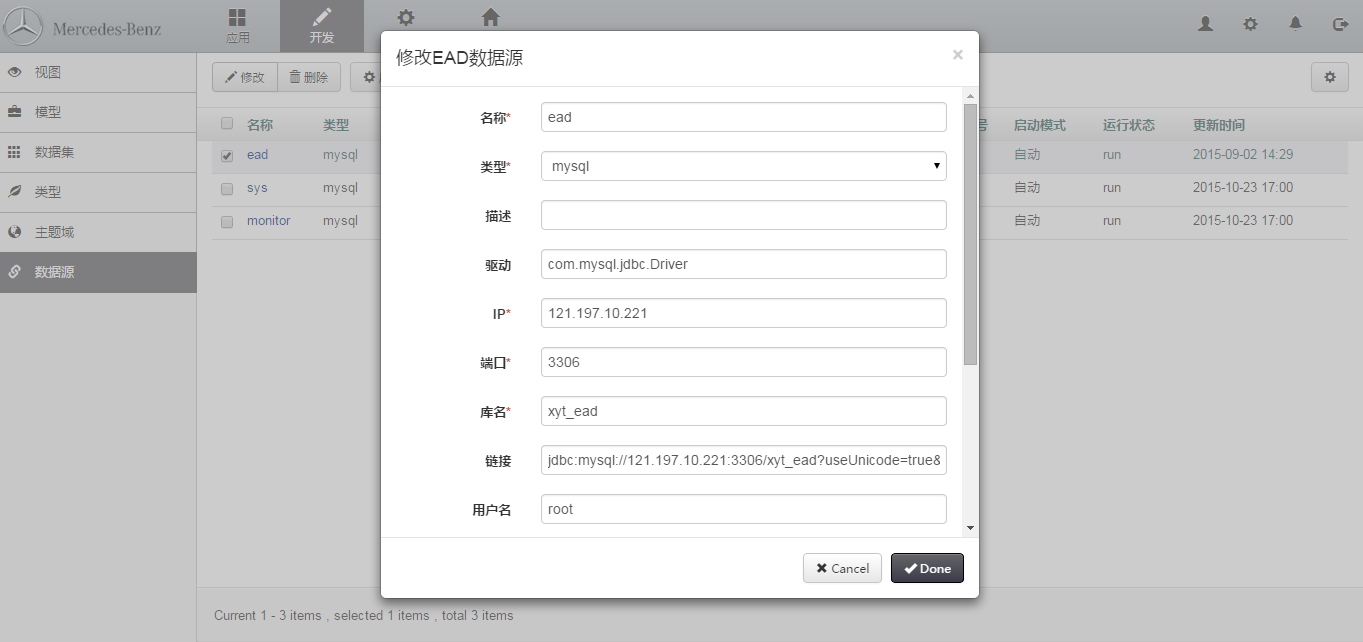 Mercedes-Benz
应用
开发
修改
删除
视图
模型
数据集
类型
主题域
数据源
名称 类型 号 启动模式 运行状态 更新时间
ead mysql 自动 run 2015-09-02 14:29
sys mysql 自动 run 2015-10-23 17:00
monitor mysql 自动 run 2015-10-23 17:00
修改EAD数据源 ×
名称* ead
类型* mysql
描述
驱动 com.mysql.jdbc.Driver
IP* 121.197.10.221
端口* 3306
库名* xyt_ead
链接 jdbc:mysql://121.197.10.221:3306/xyt_ead?useUnicode=true&
用户名 root
Cancel Done
Current 1 - 3 items , selected 1 items , total 3 items